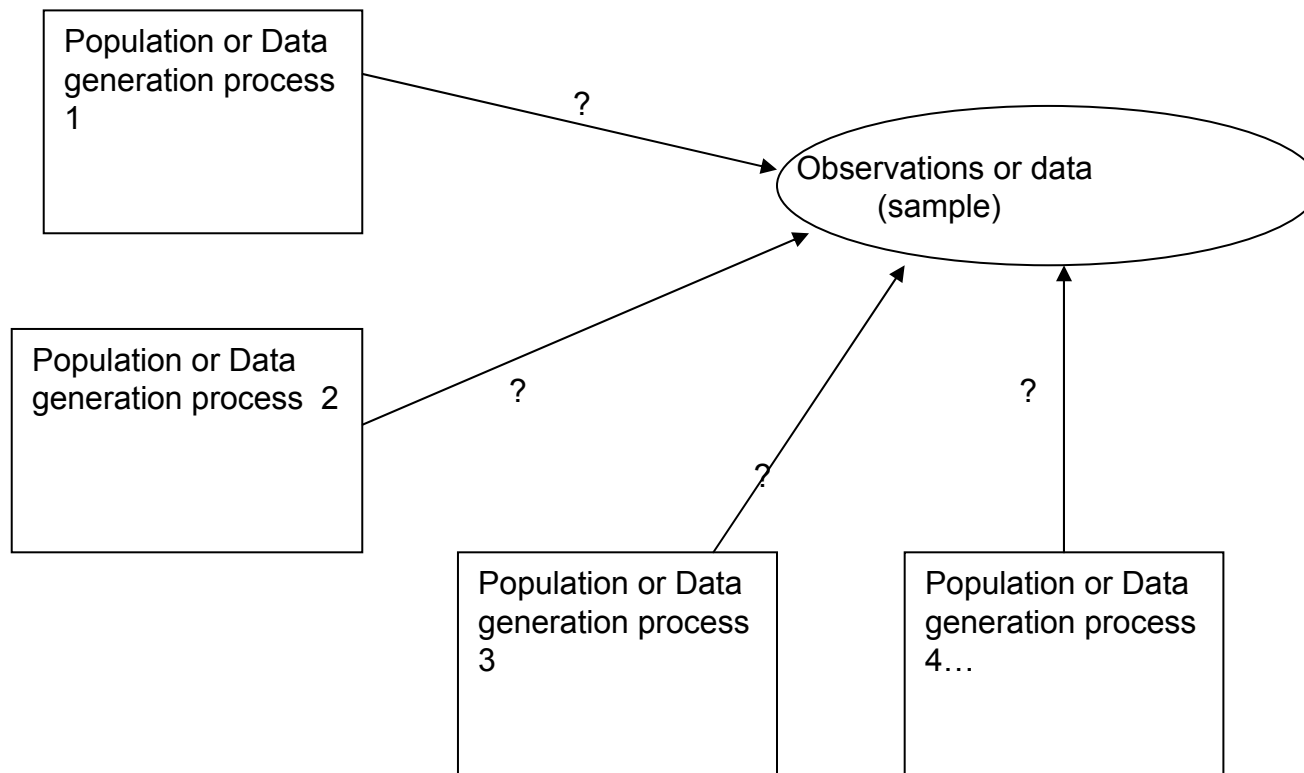 Population or Data
generation process
1
?
Observations or data
(sample)
Population or Data
generation process  2
?
?
?
Population or Data
generation process
3
Population or Data
generation process
4…